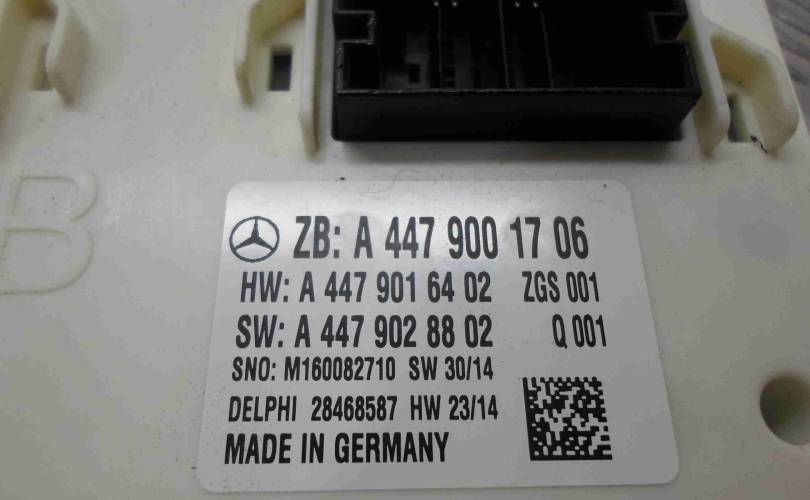 B
ZB: A 447 900 17 06
HW: A 447 901 64 02 ZGS 001
SW: A 447 902 88 02 Q 001
SNO: M160082710 SW 30/14
DELPHI 28468587 HW 23/14
MADE IN GERMANY